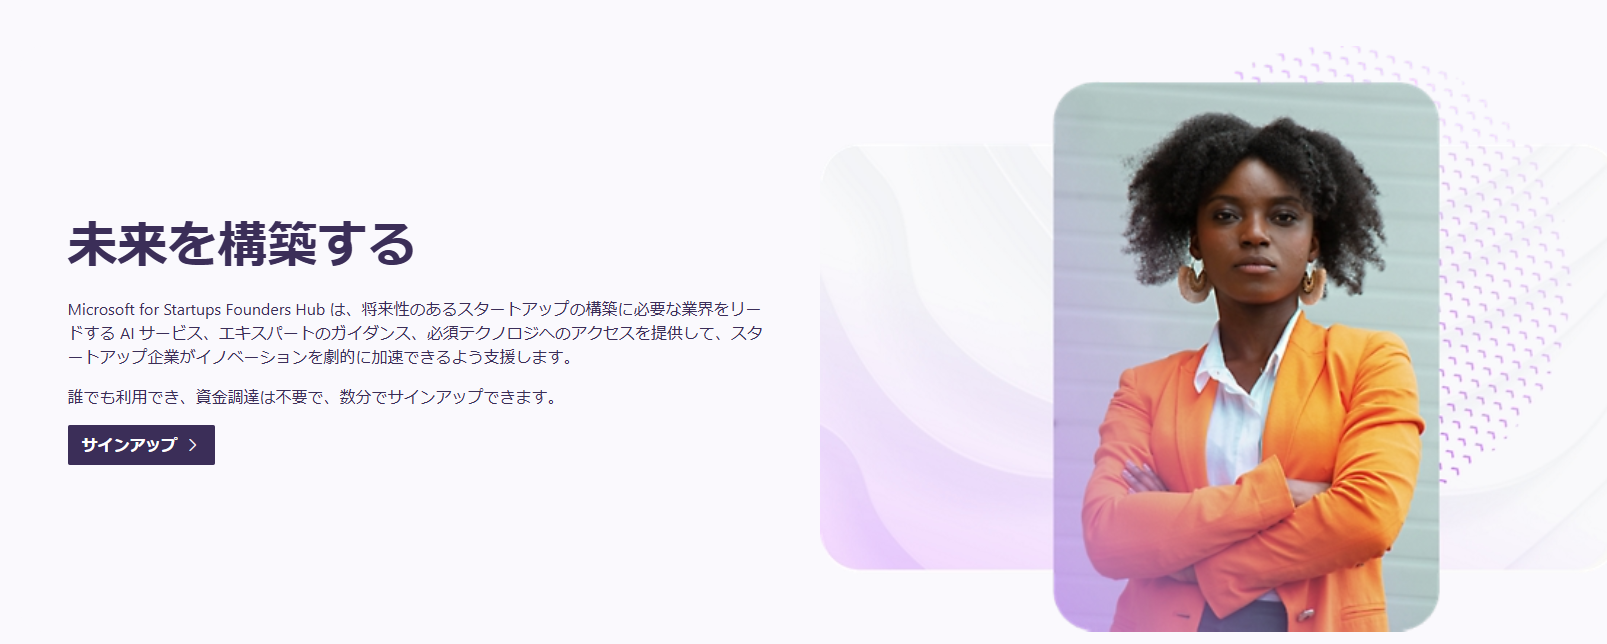 未来を構築する
Microsoft for Startups Founders Hub は、将来性のあるスタートアップの構築に必要な業界をリー
ドする AI サービス、エキスパートのガイダンス、必須テクノロジへのアクセスを提供して、スタ
ートアップ企業がイノベーションを劇的に加速できるよう支援します。
誰でも利用でき、資金調達は不要で、数分でサインアップできます。
サインアップ